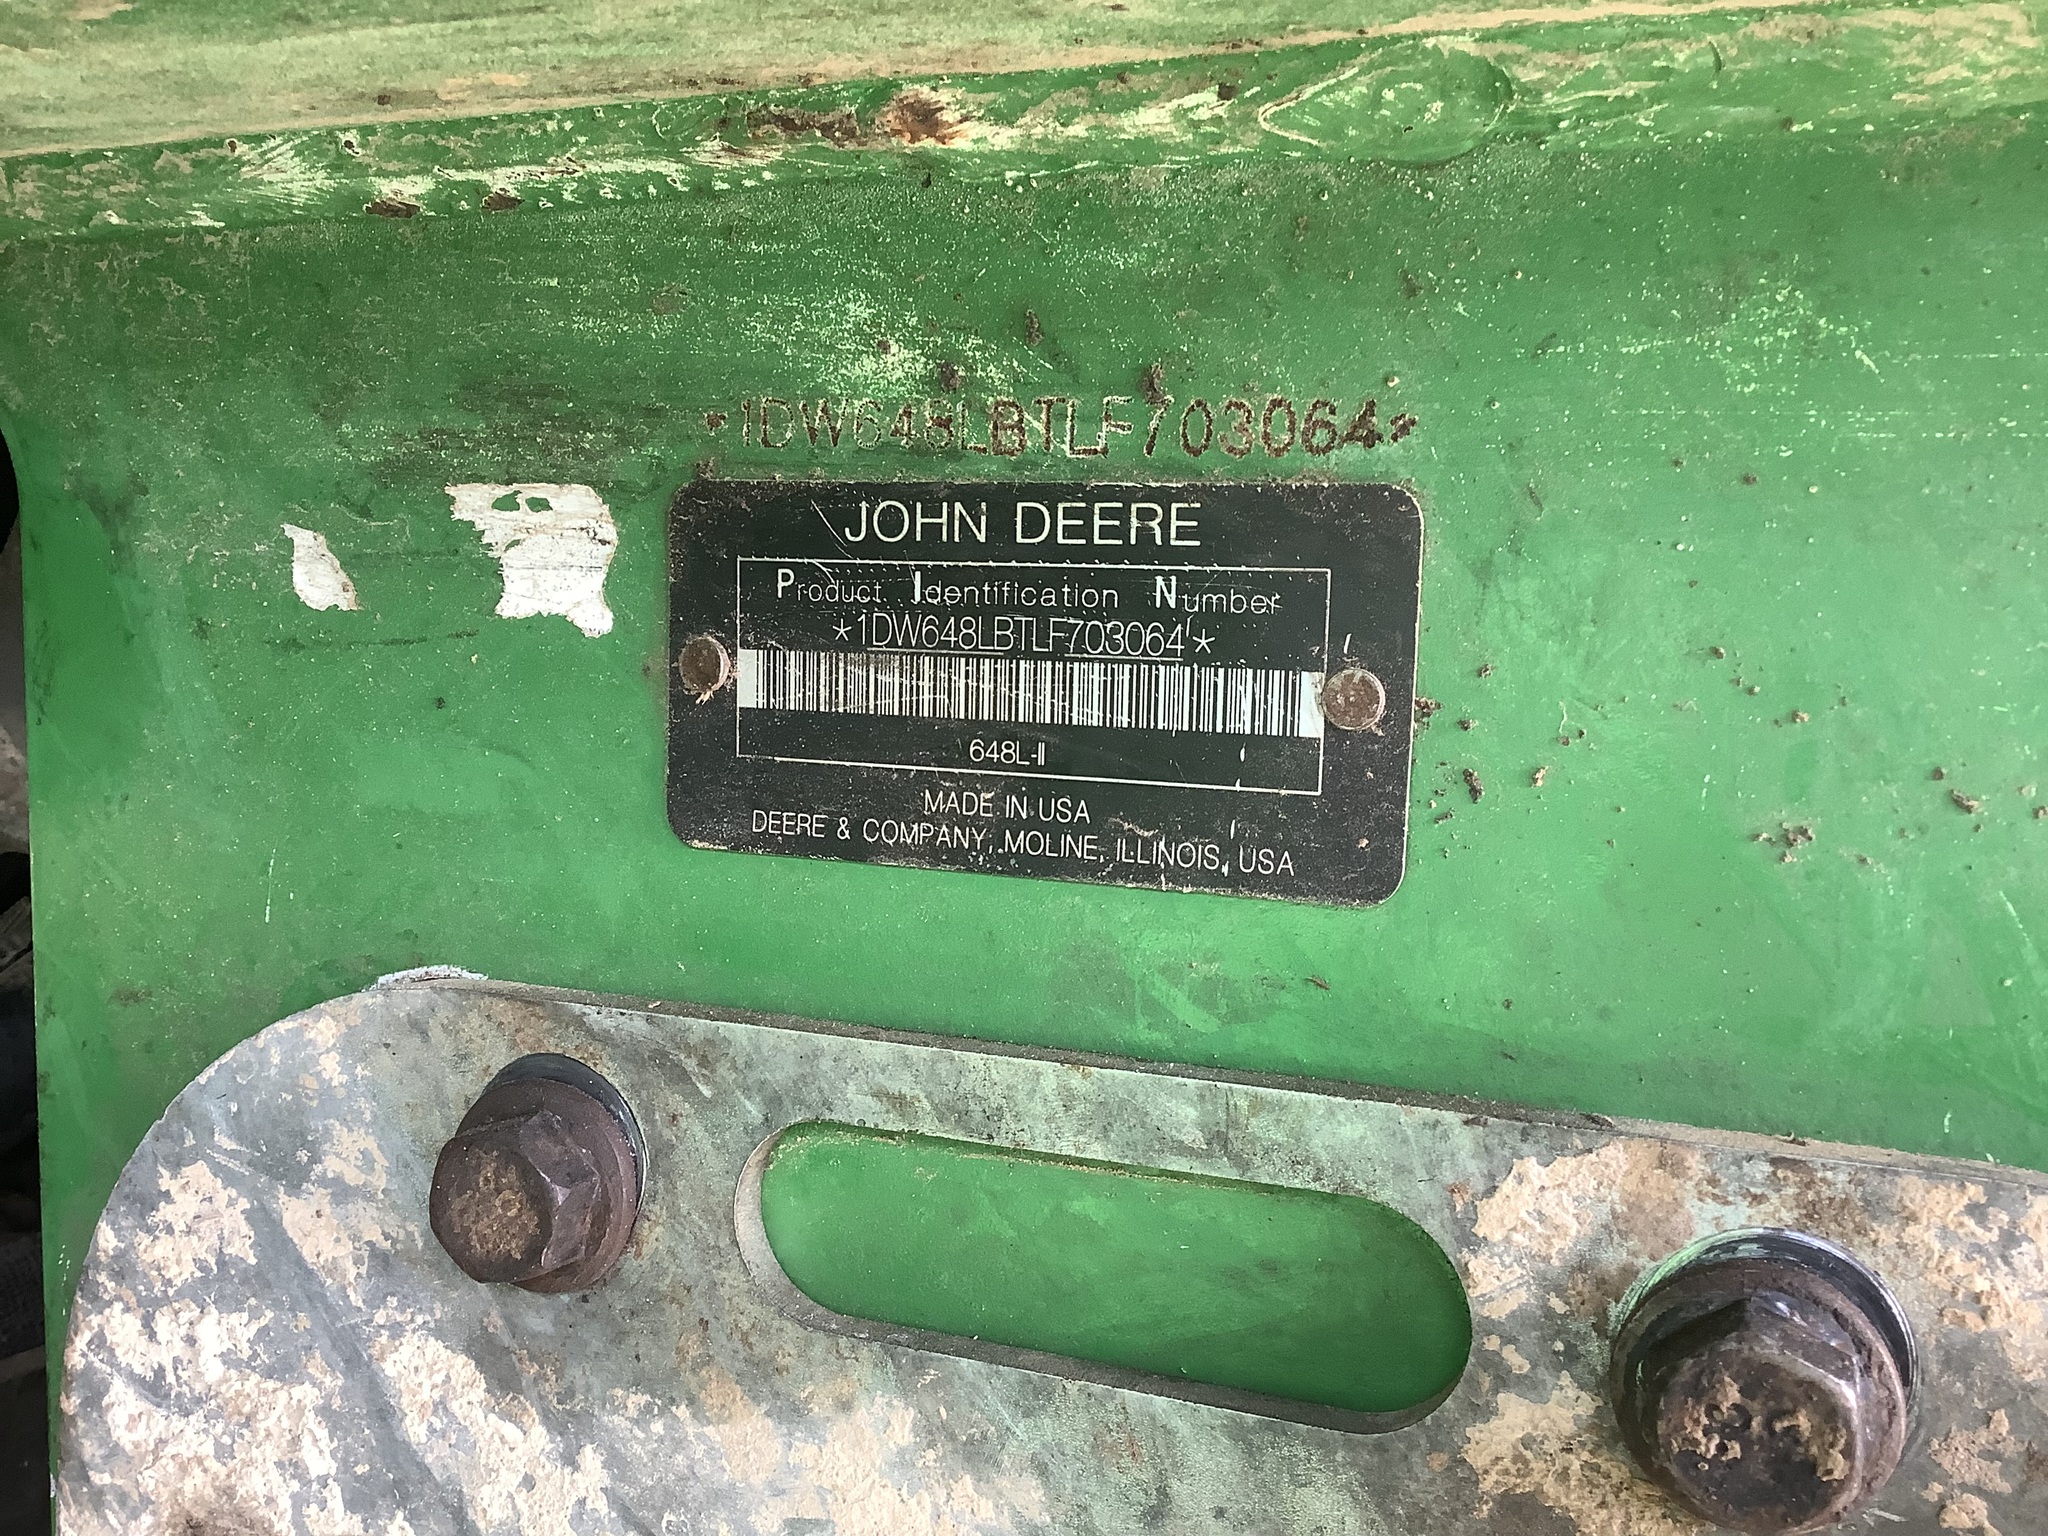 *1DW648LBTLF703064*
JOHN DEERE
Product Identification Number
*1DW648LBTLF703064*
648L-II
MADE IN USA
DEERE & COMPANY, MOLINE, ILLINOIS, USA